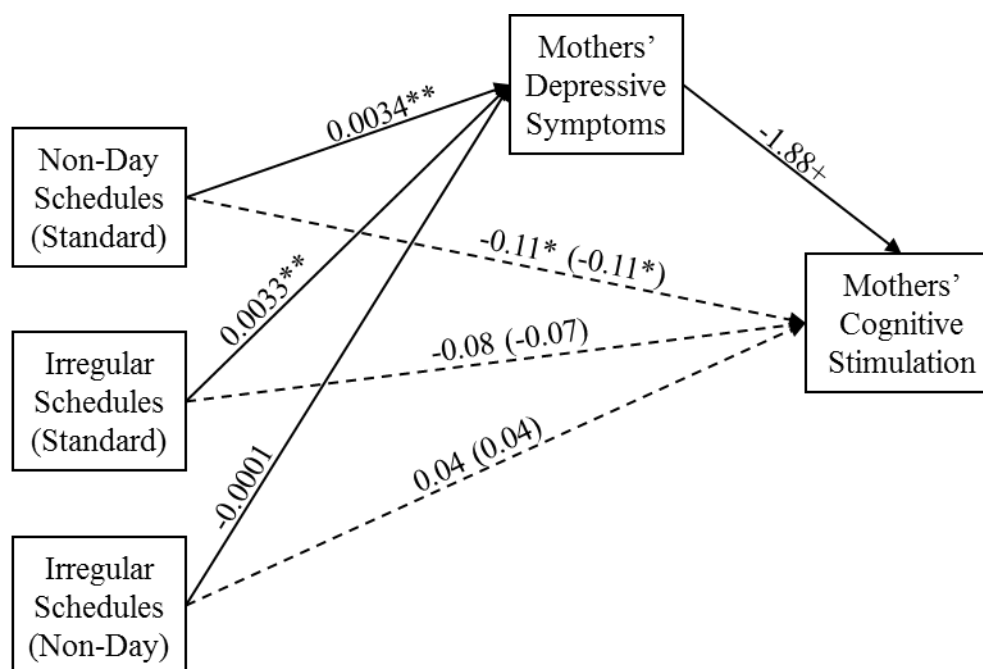 Mothers’
Depressive
Symptoms
0.0034**
-1.88+
Non-Day
Schedules
(Standard)
-0.11* (-0.11*)
0.0033**
Mothers’
Cognitive
Stimulation
-0.08 (-0.07)
Irregular
Schedules
(Standard)
-0.0001
0.04 (0.04)
Irregular
Schedules
(Non-Day)